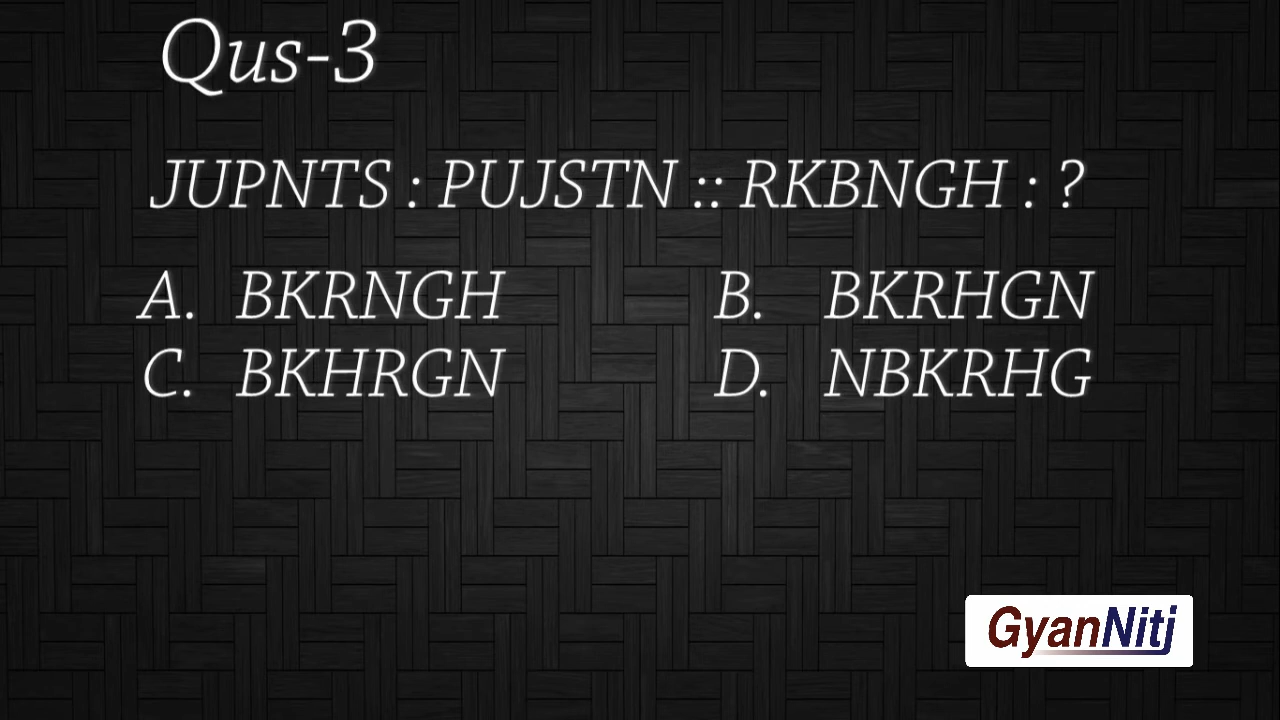 Qus-3
JUPNTS : PUJSTN :: RKBNGH : ?
A. BKRNGH B. BKRHGN
C. BKHRGN D. NBKRHG
GyanNitj